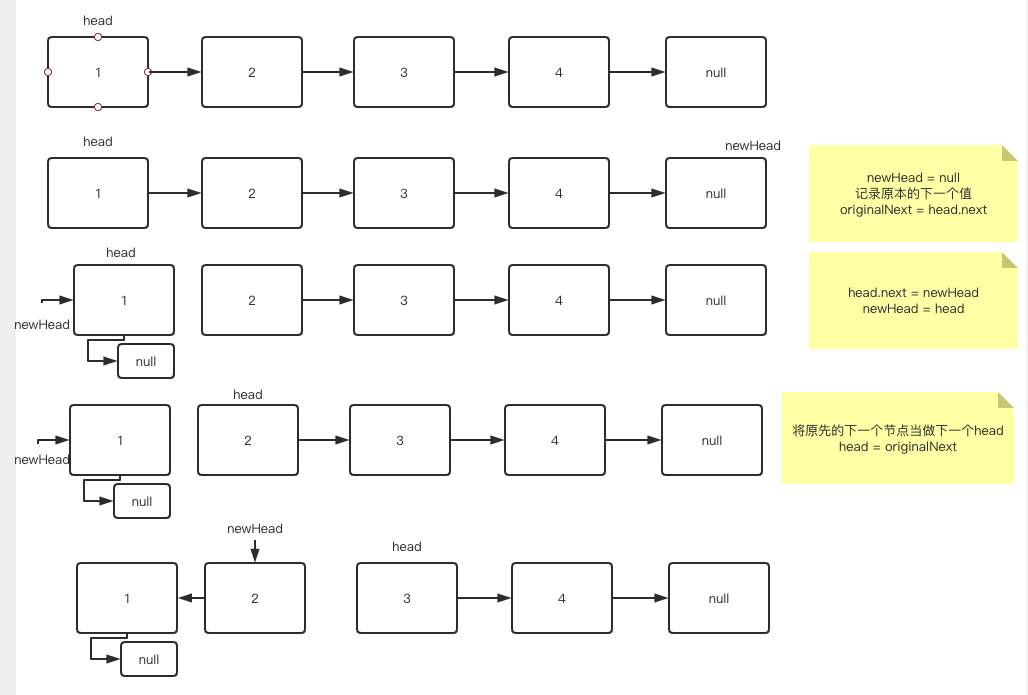 head
1
2
3
4
null
head
newHead
1
2
3
4
null
newHead = null
记录原本的下一个值
originalNext = head.next
head
1
2
3
4
null
newHead
null
head.next = newHead
newHead = head
head
1
2
3
4
null
newHead
null
将原先的下一个节点当做下一个head
head = originalNext
newHead
head
1
2
3
4
null
null